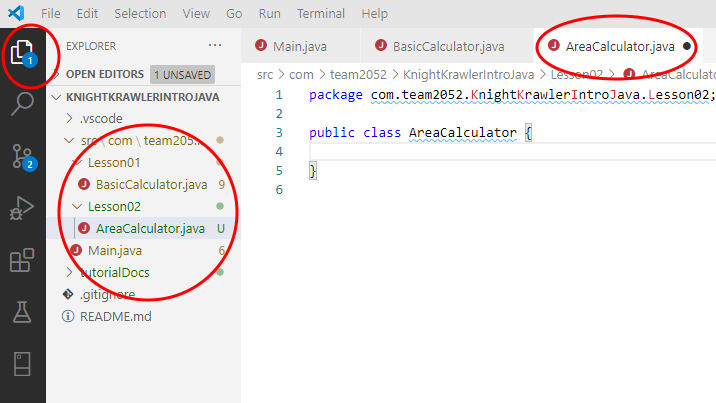 File Edit Selection View Go Run Terminal Help
EXPLORER
OPEN EDITORS 1 UNSAVED
KNIGHTKRAWLERINTROJAVA
.vscode
src \ com \ team205...
Lesson01
BasicCalculator.java 9
Lesson02
AreaCalculator.java U
Main.java 6
tutorialDocs
.gitignore
README.md
1
2
Main.java BasicCalculator.java AreaCalculator.java
src > com > team2052 > KnightKrawlerIntroJava > Lesson02 > AreaCalculato
1 package com.team2052.KnightKrawlerIntroJava.Lesson02;
2
3 public class AreaCalculator {
4
5 }
6